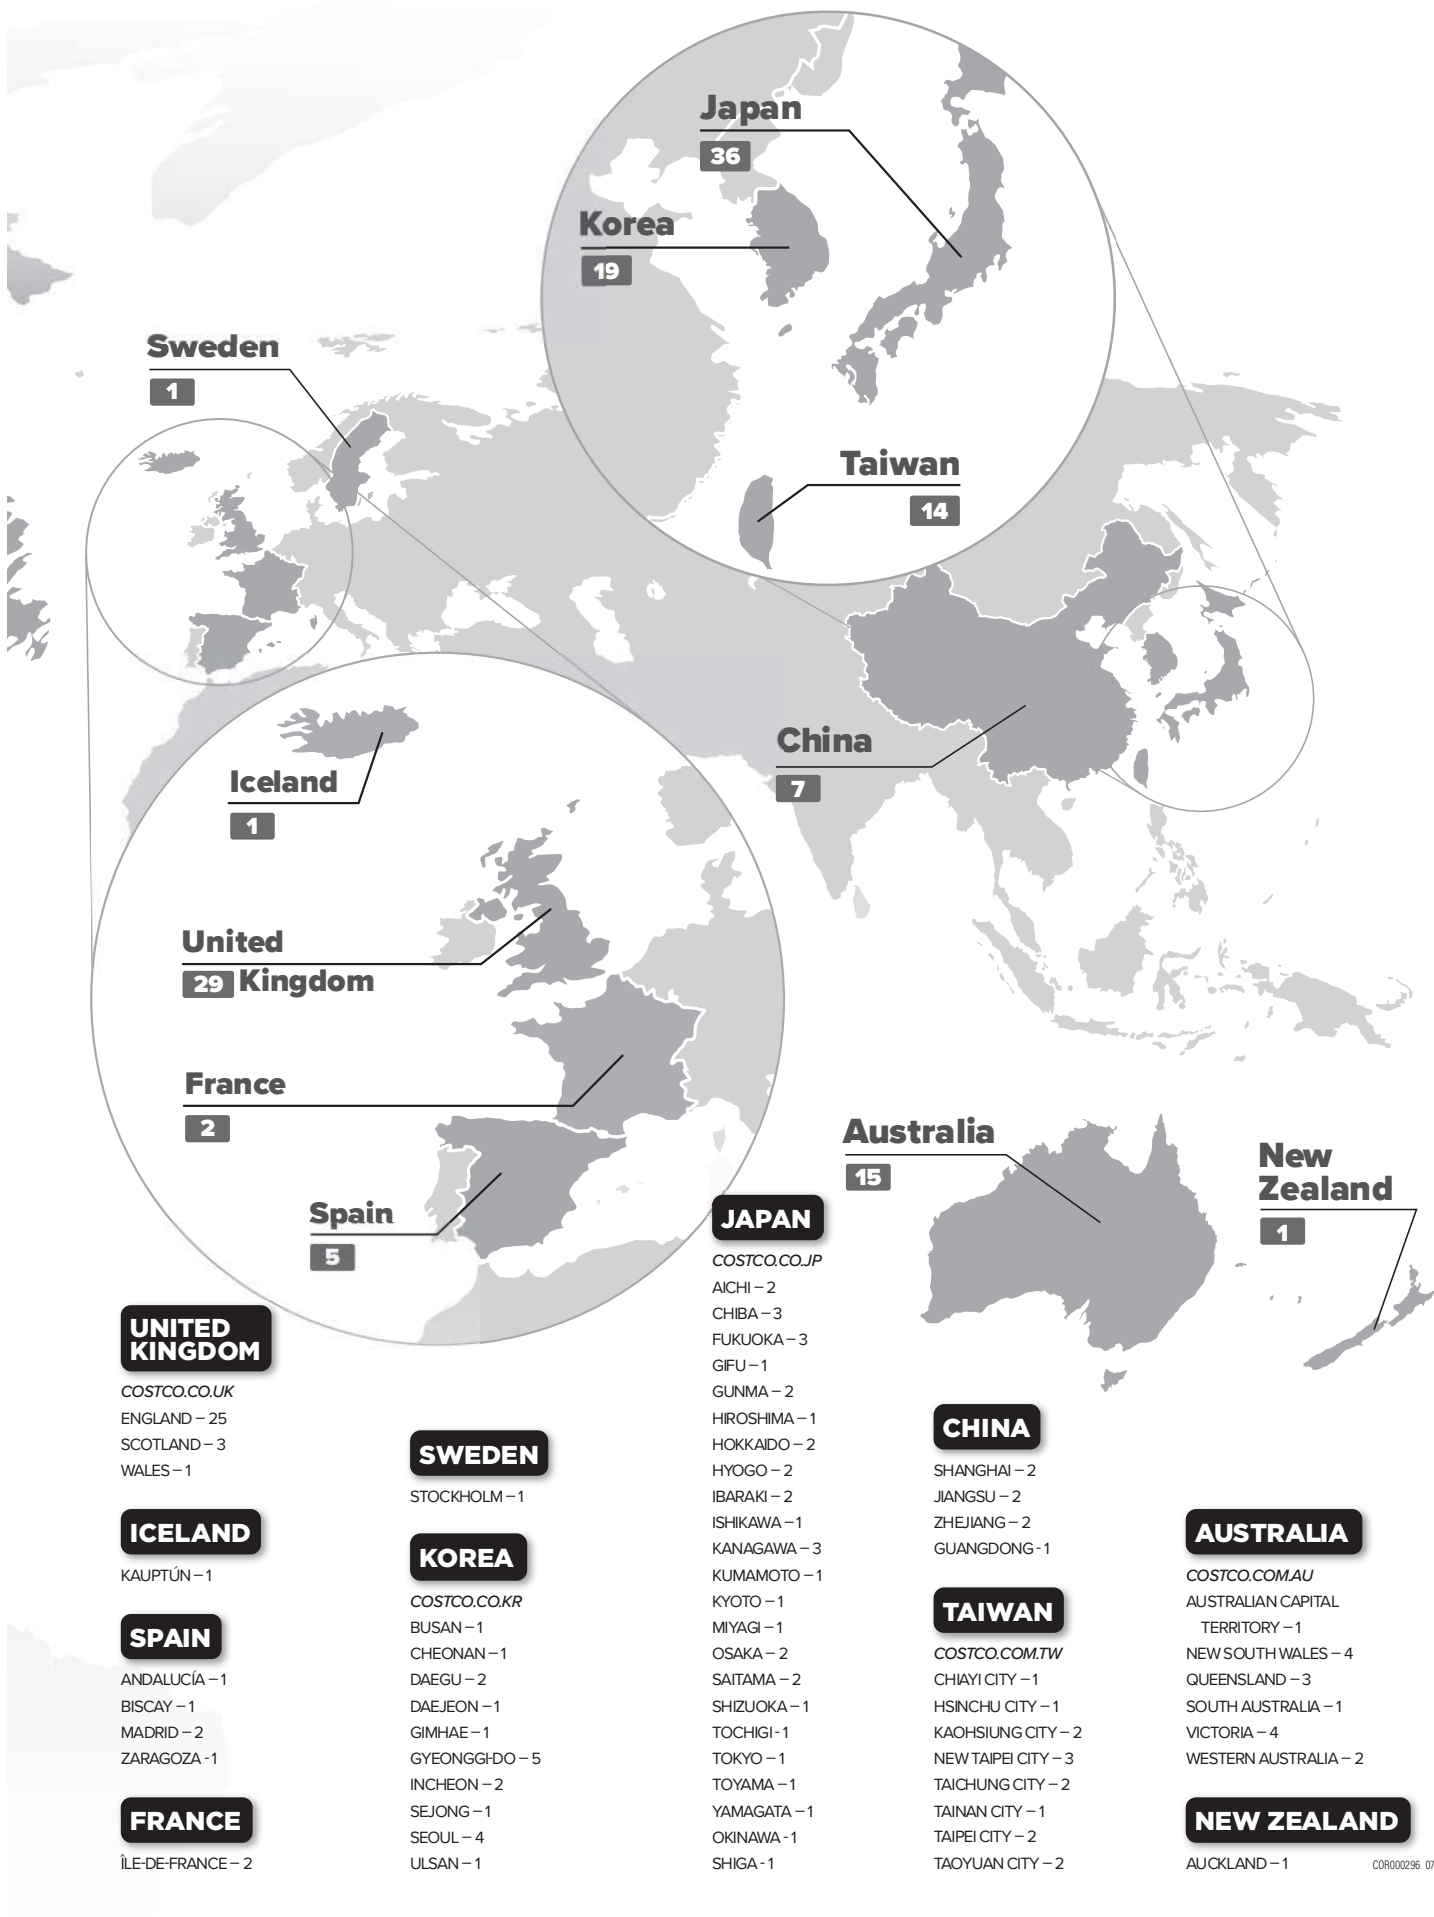 Japan
36
Korea
19
Sweden
1
Taiwan
14
China
7
Iceland
1
United
29 Kingdom
France
2
Spain
5
Australia
15
New
Zealand
1
UNITED
KINGDOM
COSTCO.CO.UK
ENGLAND – 25
SCOTLAND – 3
WALES – 1
ICELAND
KAUPTÚN – 1
SPAIN
ANDALUCÍA – 1
BISCAY – 1
MADRID – 2
ZARAGOZA - 1
FRANCE
ÎLE-DE-FRANCE – 2
SWEDEN
STOCKHOLM – 1
KOREA
COSTCO.CO.KR
BUSAN – 1
CHEONAN – 1
DAEGU – 2
DAEJEON – 1
GIMHAE – 1
GYEONGGI-DO – 5
INCHEON – 2
SEJONG – 1
SEOUL – 4
ULSAN – 1
JAPAN
COSTCO.CO.JP
AICHI – 2
CHIBA – 3
FUKUOKA – 3
GIFU – 1
GUNMA – 2
HIROSHIMA – 1
HOKKAIDO – 2
HYOGO – 2
IBARAKI – 2
ISHIKAWA – 1
KANAGAWA – 3
KUMAMOTO – 1
KYOTO – 1
MIYAGI – 1
OSAKA – 2
SAITAMA – 2
SHIZUOKA – 1
TOCHIGI - 1
TOKYO – 1
TOYAMA – 1
YAMAGATA – 1
OKINAWA - 1
SHIGA - 1
CHINA
SHANGHAI – 2
JIANGSU – 2
ZHEJIANG – 2
GUANGDONG - 1
TAIWAN
COSTCO.COM.TW
CHIAYI CITY – 1
HSINCHU CITY – 1
KAOHSIUNG CITY – 2
NEW TAIPEI CITY – 3
TAICHUNG CITY – 2
TAINAN CITY – 1
TAIPEI CITY – 2
TAOYUAN CITY – 2
AUSTRALIA
COSTCO.COM.AU
AUSTRALIAN CAPITAL
TERRITORY – 1
NEW SOUTH WALES – 4
QUEENSLAND – 3
SOUTH AUSTRALIA – 1
VICTORIA – 4
WESTERN AUSTRALIA – 2
NEW ZEALAND
AUCKLAND – 1
COR000296 07